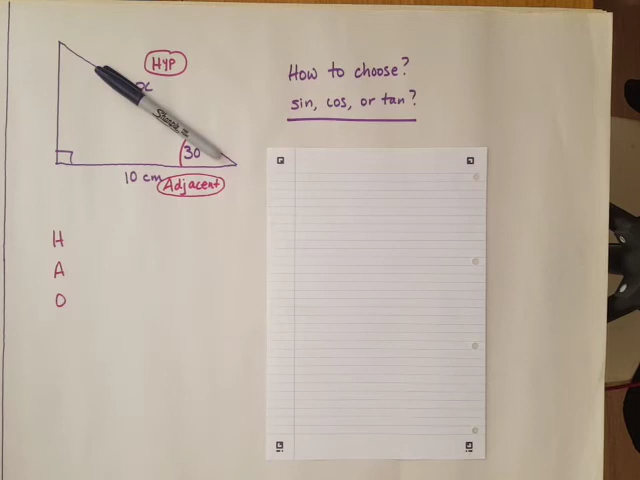 Hyp
x
Sharpie
30
10 cm
Adjacent
How to choose?
sin, cos, or tan?
H
A
O